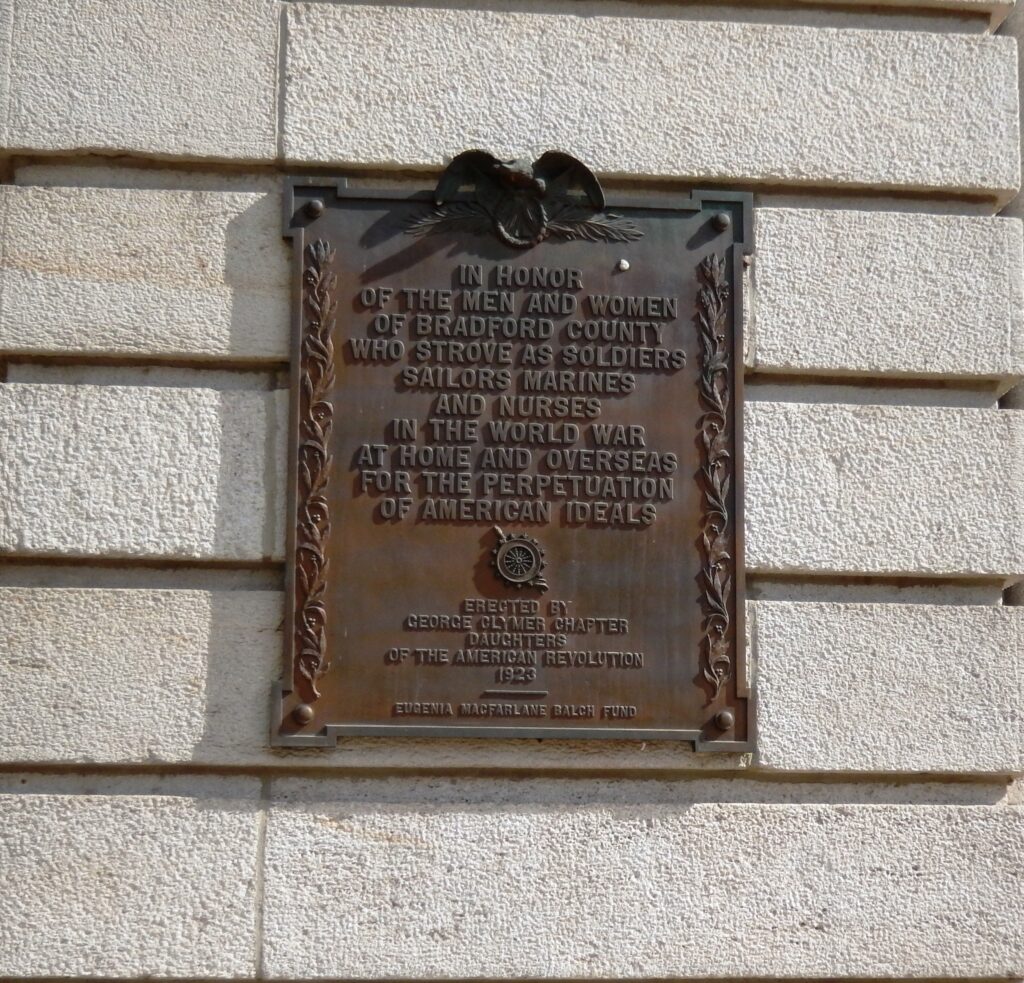 IN HONOR
OF THE MEN AND WOMEN
OF BRADFORD COUNTY
WHO STROVE AS SOLDIERS
SAILORS MARINES
AND NURSES
IN THE WORLD WAR
AT HOME AND OVERSEAS
FOR THE PERPETUATION
OF AMERICAN IDEALS
ERECTED BY
GEORGE CLYMER CHAPTER
DAUGHTERS
OF THE AMERICAN REVOLUTION
1923
EUGENIA MACFARLANE BALCH FUND